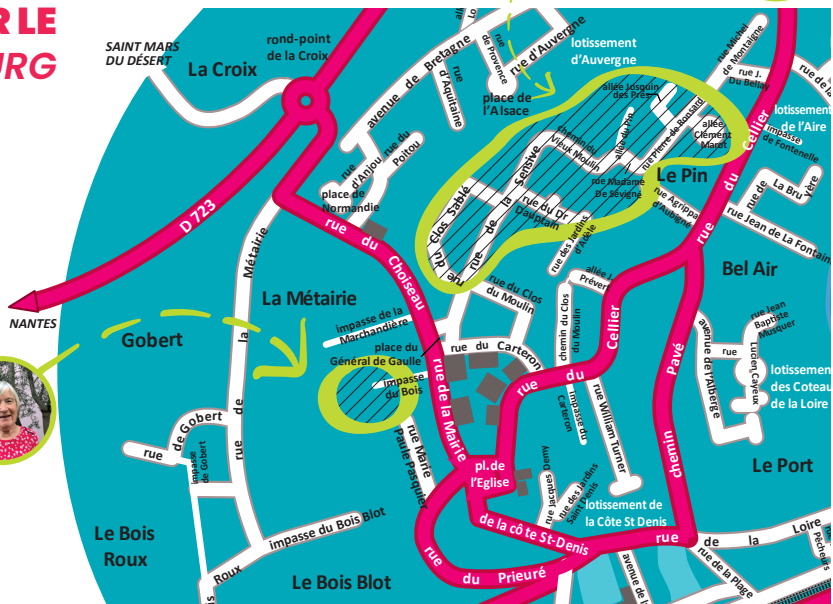 R LE
URG
SAINT MARS
DU DÉSERT
La Croix
rond-point
de la Croix
avenue de Bretagne
rue
d'Aquitaine
rue
de Provence
rue d'Auvergne
place de
l'Alsace
lotissement
d'Auvergne
rue Michel
de Montaigne
rue J.
Du Bellay
lotissement
de l'Aire
impasse
de Fontenelle
allée Josquin
des Prés
allée
Clément
Marot
rue Pierre de Ronsard
allée du Pin
chemin du
Vieux Moulin
rue Madame
De Sévigné
Le Pin
rue Agrippa
d'Aubigné
rue du Cellier
rue de La Bruyère
rue Jean de La Fontaine
rue
d'Anjou
rue du
Poitou
place de
Normandie
rue du Clos Sablé
rue de la Sensive
rue du Dr
Dauptain
rue des Jardins
d'Adèle
D 723
NANTES
rue du Choiseau
rue de la Métairie
La Métairie
Gobert
impasse de la
Marchandière
place du
Général de Gaulle
impasse
du Bois
rue du Clos
du Moulin
allée J.
Prévert
chemin du Clos
du Moulin
rue du Carteron
rue du Cellier
impasse du
Carteron
rue William Turner
Bel Air
avenue de l'Alberge
rue
Lucien Cayeux
rue Jean
Baptiste
Musquer
lotissement
des Coteau
de la Loire
chemin Pavé
Le Port
rue de la Mairie
rue Marie
Paule Pasquier
pl. de
l'Eglise
rue Jacques Demy
rue des Jardins
Saint Denis
lotissement de
la Côte St Denis
rue de Gobert
impasse
de Gobert
Le Bois
Roux
Roux
impasse du Bois Blot
Le Bois Blot
rue du Prieuré
de la côte St-Denis
rue de la Loire
rue de la Plage
Pêcheurs
avenue de